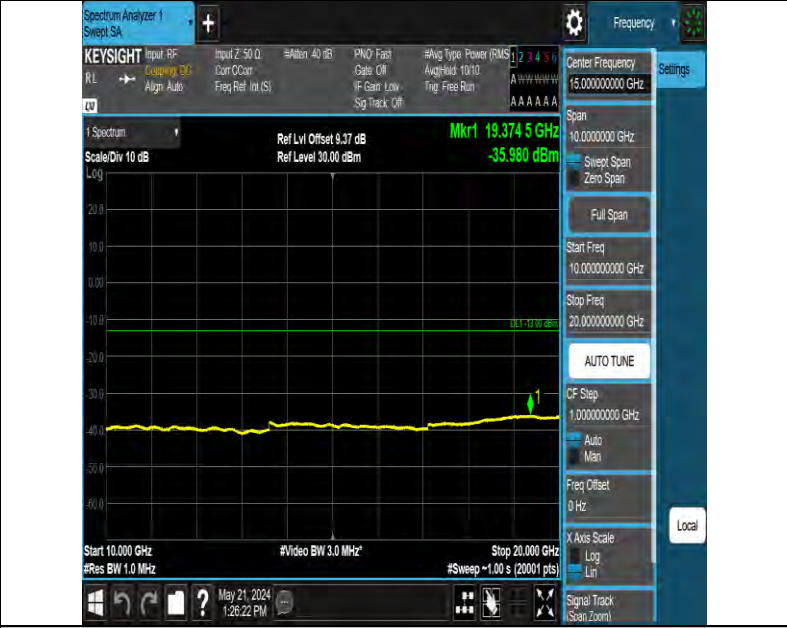 Spectrum Analyzer 1
Swept SA
Frequency
KEYSIGHT
RL
Input: RF
Coupling: DC
Align: Auto
Input Z: 50 Ω
Corr CCorr
Freq Ref: Int (S)
#Atten: 40 dB
PNO: Fast
Gate: Off
IF Gain: Low
Sig Track: Off
#Avg Type: Power (RMS
Avg|Hold: 10/10
Trig: Free Run
1 2 3 4 5 6
A W W W W W
A A A A A A
1 Spectrum
Scale/Div 10 dB
Log
Ref Lvl Offset 9.37 dB
Ref Level 30.00 dBm
Mkr1 19.374 5 GHz
-35.980 dBm
20.0
10.0
0.00
-10.0
DL1 -13.00 dBm
-20.0
-30.0
1
-40.0
-50.0
-60.0
Start 10.000 GHz
#Res BW 1.0 MHz
#Video BW 3.0 MHz*
Stop 20.000 GHz
#Sweep ~1.00 s (20001 pts)
May 21, 2024
1:26:22 PM
Center Frequency
15.000000000 GHz
Settings
Span
10.0000000 GHz
Swept Span
Zero Span
Full Span
Start Freq
10.000000000 GHz
Stop Freq
20.000000000 GHz
AUTO TUNE
CF Step
1.000000000 GHz
Auto
Man
Freq Offset
0 Hz
X Axis Scale
Log
Lin
Local
Signal Track
(Span Zoom)